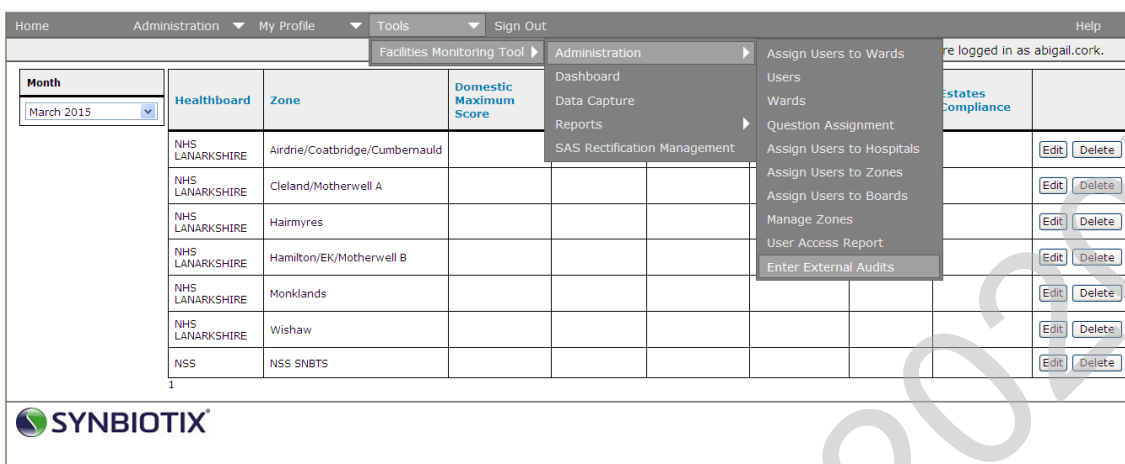 Home Administration My Profile Tools Sign Out Help
Facilities Monitoring Tool Administration Assign Users to Wards re logged in as abigail.cork.
Month
March 2015
Healthboard Zone Domestic Maximum Score Estates Compliance
Dashboard
Data Capture
Reports
SAS Rectification Management
Users
Wards
Question Assignment
Assign Users to Hospitals
Assign Users to Zones
Assign Users to Boards
Manage Zones
User Access Report
Enter External Audits
NHS LANARKSHIRE Airdrie/Coatbridge/Cumbernauld Edit Delete
NHS LANARKSHIRE Cleland/Motherwell A Edit Delete
NHS LANARKSHIRE Hairmyres Edit Delete
NHS LANARKSHIRE Hamilton/EK/Motherwell B Edit Delete
NHS LANARKSHIRE Monklands Edit Delete
NHS LANARKSHIRE Wishaw Edit Delete
NSS NSS SNBTS Edit Delete
1
SYNBIOTIX
202